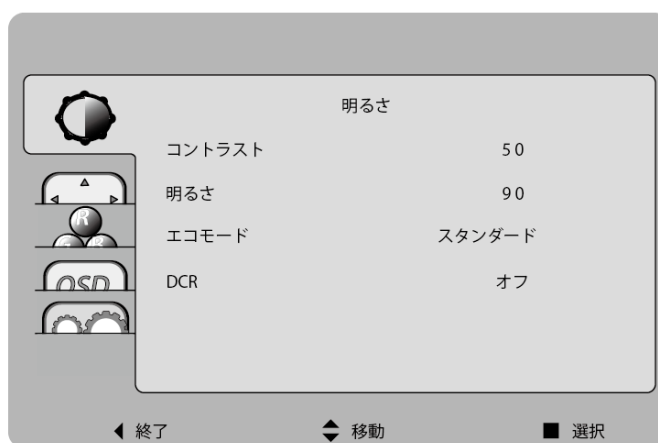 明るさ
コントラスト 50
明るさ 90
エコモード スタンダード
DCR オフ
R
OSD
◀ 終了 移動 ■ 選択